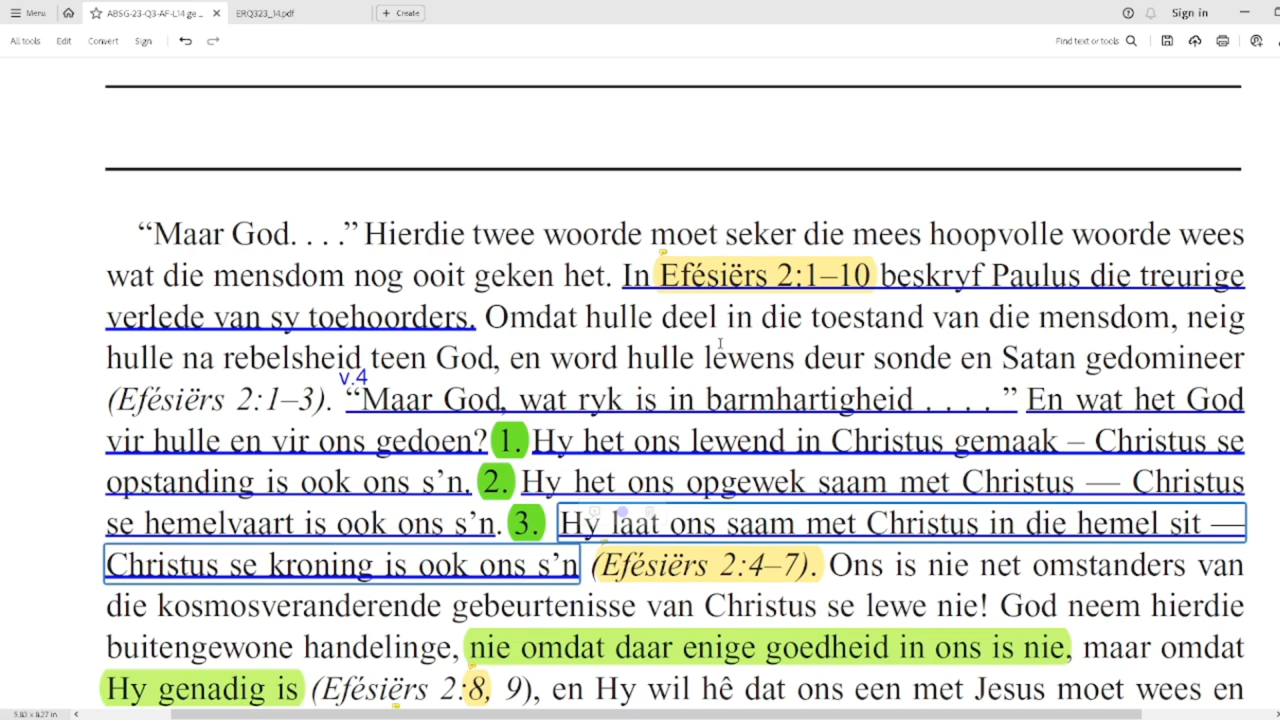 Menu ABSG-23-Q3-AF-L14 ge... ERQ323_14.pdf Create Sign in
All tools Edit Convert Sign Find text or tools
“Maar God. . . .” Hierdie twee woorde moet seker die mees hoopvolle woorde wees
wat die mensdom nog ooit geken het. In Efésiërs 2:1–10 beskryf Paulus die treurige
verlede van sy toehoorders. Omdat hulle deel in die toestand van die mensdom, neig
hulle na rebelsheid teen God, en word hulle lewens deur sonde en Satan gedomineer
v.4
(Efésiërs 2:1–3). “Maar God, wat ryk is in barmhartigheid . . . . ” En wat het God
vir hulle en vir ons gedoen? 1. Hy het ons lewend in Christus gemaak – Christus se
opstanding is ook ons s’n. 2. Hy het ons opgewek saam met Christus — Christus
se hemelvaart is ook ons s’n. 3. Hy laat ons saam met Christus in die hemel sit —
Christus se kroning is ook ons s’n (Efésiërs 2:4–7). Ons is nie net omstanders van
die kosmosveranderende gebeurtenisse van Christus se lewe nie! God neem hierdie
buitengewone handelinge, nie omdat daar enige goedheid in ons is nie, maar omdat
Hy genadig is (Efésiërs 2:8, 9), en Hy wil hê dat ons een met Jesus moet wees en
5.83 x 8.27 in